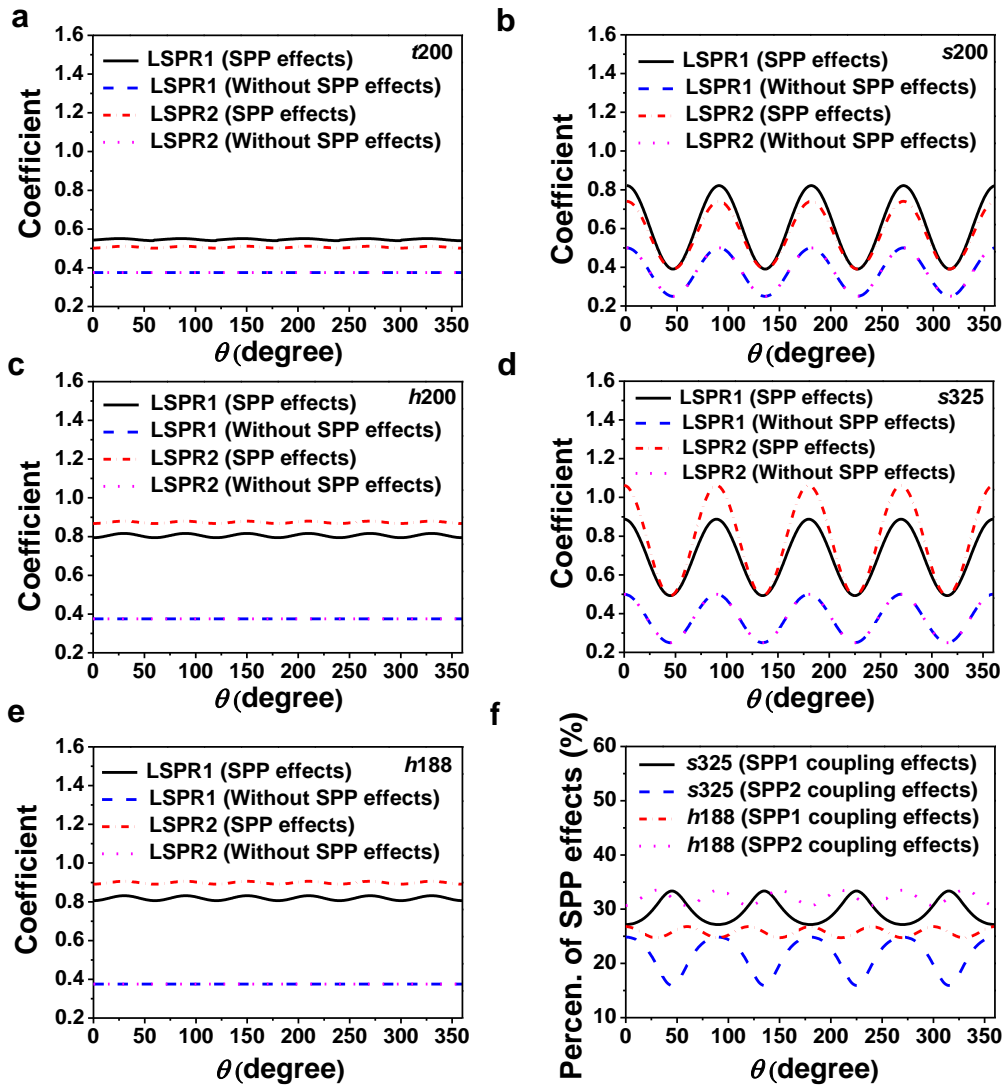 a
t200
LSPR1 (SPP effects)
LSPR1 (Without SPP effects)
LSPR2 (SPP effects)
LSPR2 (Without SPP effects)
Coefficient
1.6
1.4
1.2
1.0
0.8
0.6
0.4
0.2
0 50 100 150 200 250 300 350
θ (degree)
b
s200
LSPR1 (SPP effects)
LSPR1 (Without SPP effects)
LSPR2 (SPP effects)
LSPR2 (Without SPP effects)
Coefficient
1.6
1.4
1.2
1.0
0.8
0.6
0.4
0.2
0 50 100 150 200 250 300 350
θ (degree)
c
h200
LSPR1 (SPP effects)
LSPR1 (Without SPP effects)
LSPR2 (SPP effects)
LSPR2 (Without SPP effects)
Coefficient
1.6
1.4
1.2
1.0
0.8
0.6
0.4
0.2
0 50 100 150 200 250 300 350
θ (degree)
d
s325
LSPR1 (SPP effects)
LSPR1 (Without SPP effects)
LSPR2 (SPP effects)
LSPR2 (Without SPP effects)
Coefficient
1.6
1.4
1.2
1.0
0.8
0.6
0.4
0.2
0 50 100 150 200 250 300 350
θ (degree)
e
h188
LSPR1 (SPP effects)
LSPR1 (Without SPP effects)
LSPR2 (SPP effects)
LSPR2 (Without SPP effects)
Coefficient
1.6
1.4
1.2
1.0
0.8
0.6
0.4
0.2
0 50 100 150 200 250 300 350
θ (degree)
f
s325 (SPP1 coupling effects)
s325 (SPP2 coupling effects)
h188 (SPP1 coupling effects)
h188 (SPP2 coupling effects)
Percen. of SPP effects (%)
60
50
40
30
20
10
0 50 100 150 200 250 300 350
θ (degree)